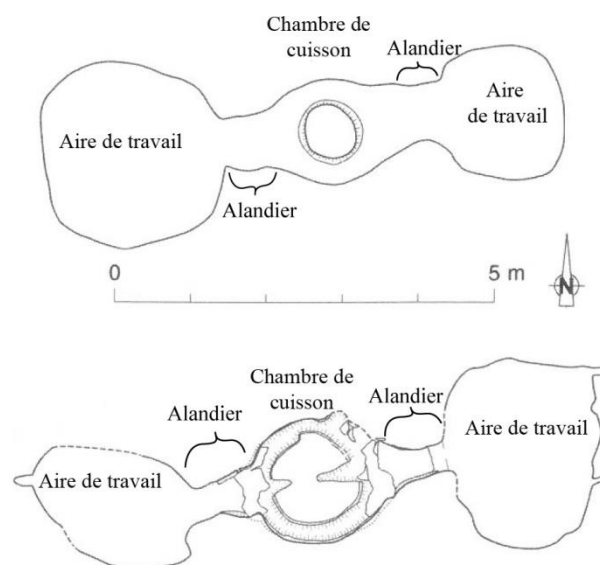 Chambre de
cuisson
Alandier
Aire de travail
Aire
de travail
Alandier
0
5 m
N
Chambre de
cuisson
Alandier
Alandier
Aire de travail
Aire de travail